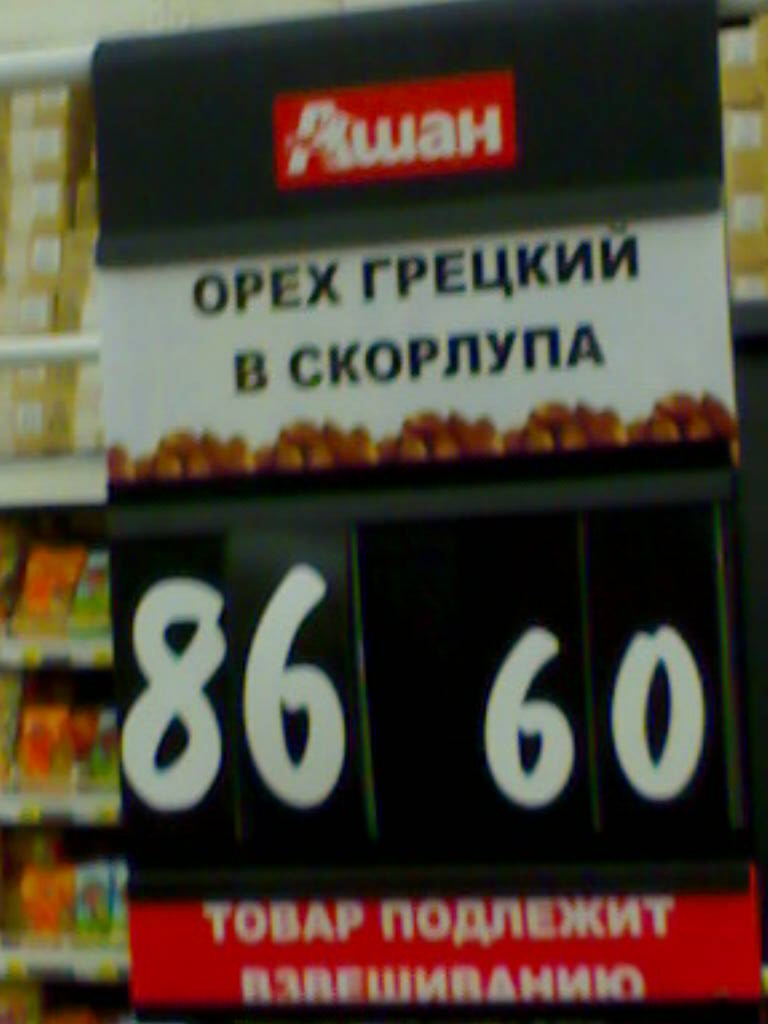 Ашан
ОРЕХ ГРЕЦКИЙ
В СКОРЛУПА
86 60
ТОВАР ПОДЛЕЖИТ
ВЗВЕШИВАНИЮ